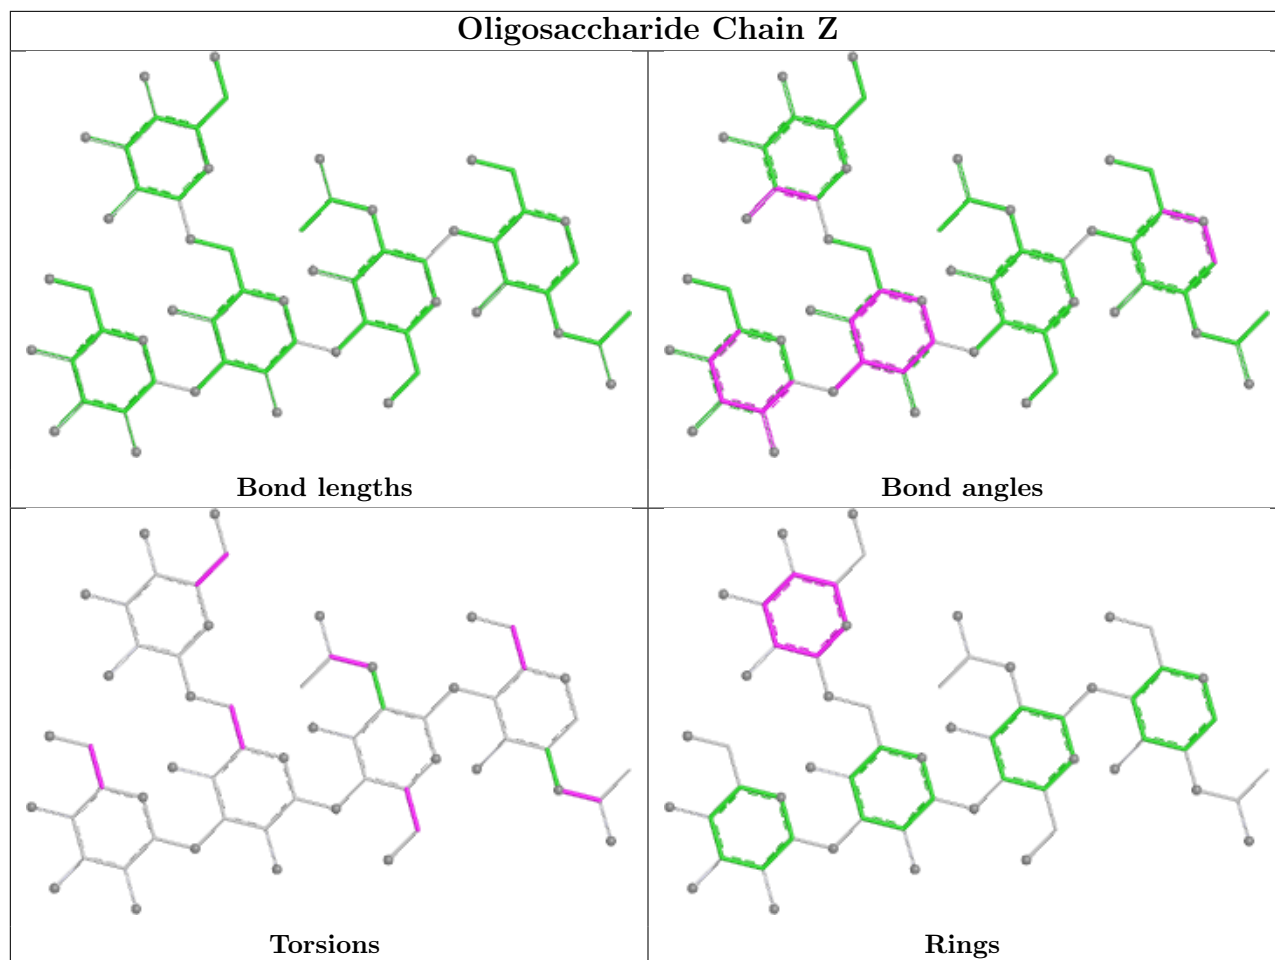 Oligosaccharide Chain Z
Bond lengths
Bond angles
Torsions
Rings